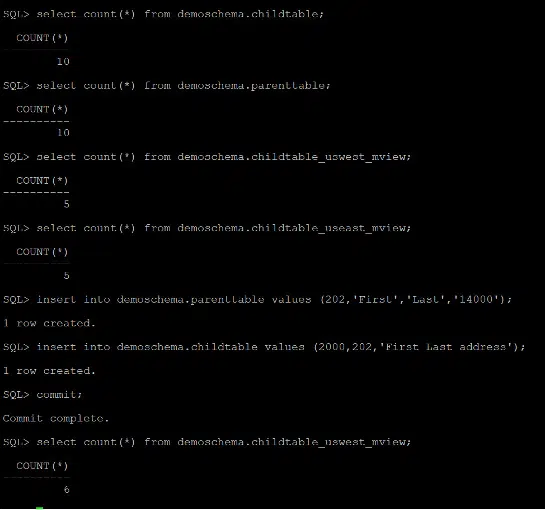 SQL> select count(*) from demoschema.childtable;
COUNT(*)
----------
10
SQL> select count(*) from demoschema.parenttable;
COUNT(*)
----------
10
SQL> select count(*) from demoschema.childtable_uswest_mview;
COUNT(*)
----------
5
SQL> select count(*) from demoschema.childtable_useast_mview;
COUNT(*)
----------
5
SQL> insert into demoschema.parenttable values (202,'First','Last','14000');
1 row created.
SQL> insert into demoschema.childtable values (2000,202,'First Last address');
1 row created.
SQL> commit;
Commit complete.
SQL> select count(*) from demoschema.childtable_uswest_mview;
COUNT(*)
----------
6